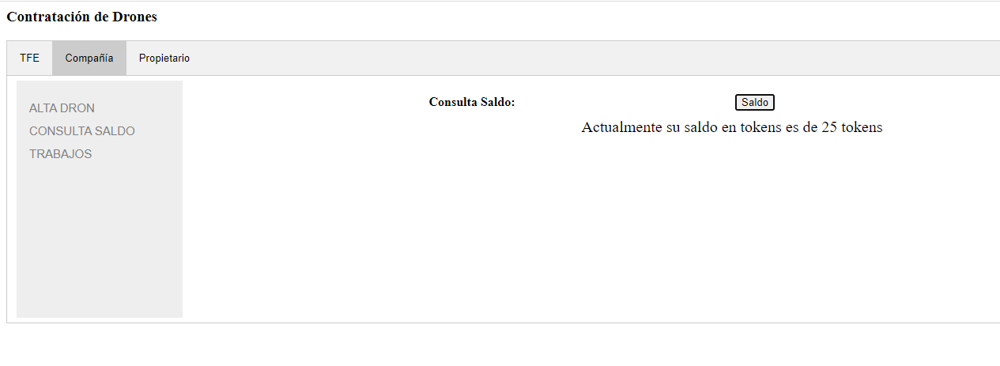 Contratación de Drones
TFE Compañía Propietario
ALTA DRON
CONSULTA SALDO
TRABAJOS
Consulta Saldo: Saldo
Actualmente su saldo en tokens es de 25 tokens